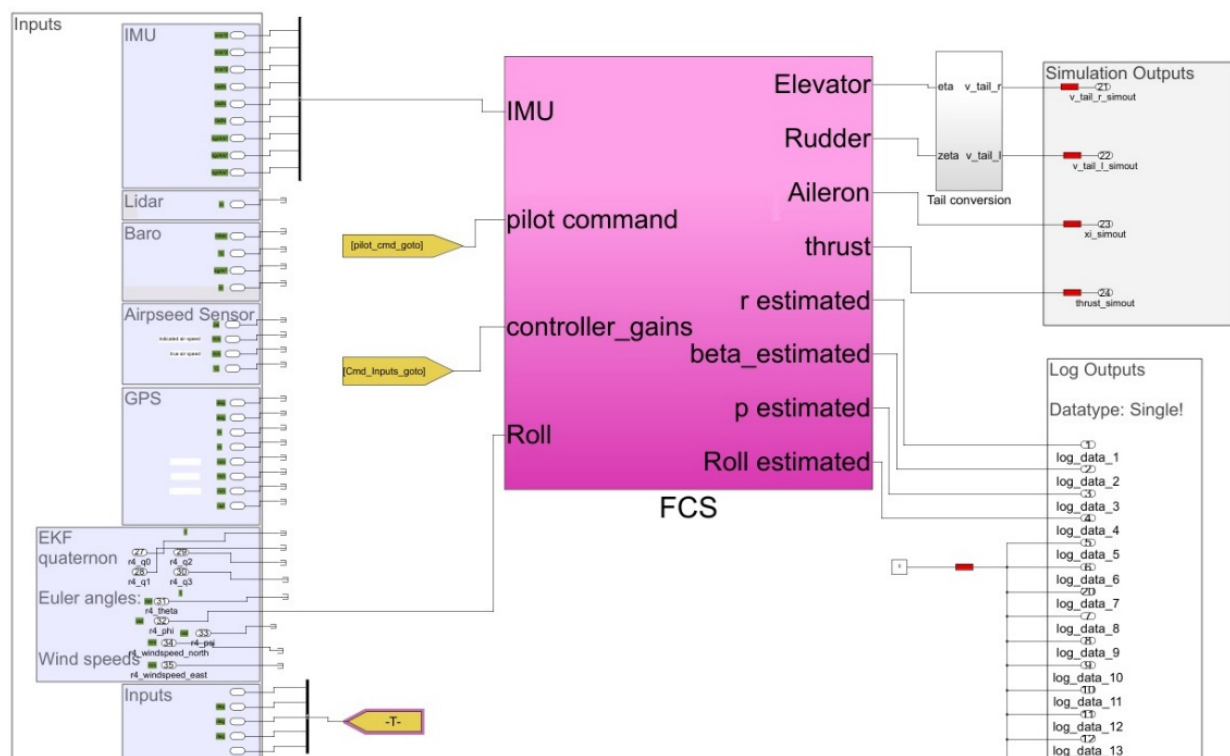 Inputs
IMU
Lidar
Baro
Airpseed Sensor
indicated air speed
true air speed
GPS
EKF
quaternon
27
r4_q0
29
r4_q2
28
r4_q1
30
r4_q3
Euler angles:
31
r4_theta
32
r4_phi
33
r4_psi
34
r4_windspeed_north
Wind speeds
35
r4_windspeed_east
Inputs
[pilot_cmd_goto]
[Cmd_Inputs_goto]
-T-
IMU
pilot command
controller_gains
Roll
Elevator
Rudder
Aileron
thrust
r estimated
beta_estimated
p estimated
Roll estimated
FCS
eta v_tail_r
zeta v_tail_l
Tail conversion
Simulation Outputs
21
v_tail_r_simout
22
v_tail_l_simout
23
xi_simout
24
thrust_simout
Log Outputs
Datatype: Single!
1
log_data_1
2
log_data_2
3
log_data_3
4
log_data_4
5
log_data_5
6
log_data_6
20
log_data_7
7
log_data_8
8
log_data_9
9
log_data_10
10
log_data_11
11
log_data_12
12
log_data_13